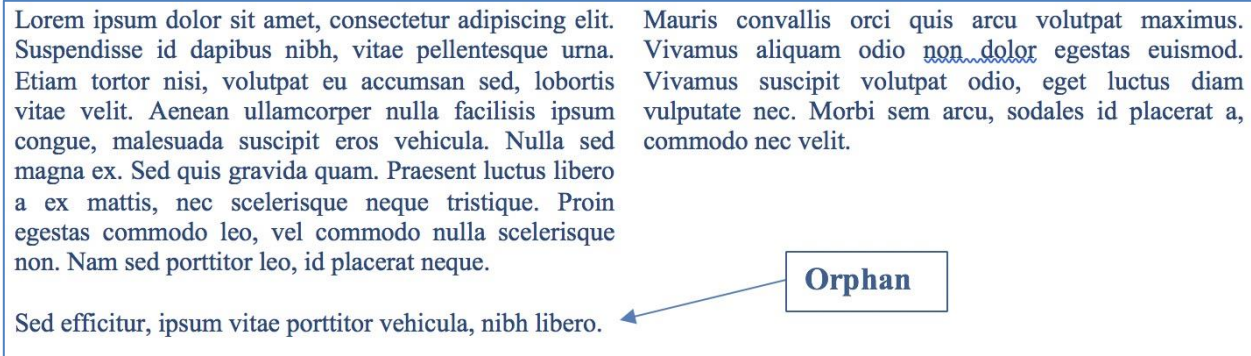 Lorem ipsum dolor sit amet, consectetur adipiscing elit.
Suspendisse id dapibus nibh, vitae pellentesque urna.
Etiam tortor nisi, volutpat eu accumsan sed, lobortis
vitae velit. Aenean ullamcorper nulla facilisis ipsum
congue, malesuada suscipit eros vehicula. Nulla sed
magna ex. Sed quis gravida quam. Praesent luctus libero
a ex mattis, nec scelerisque neque tristique. Proin
egestas commodo leo, vel commodo nulla scelerisque
non. Nam sed porttitor leo, id placerat neque.
Sed efficitur, ipsum vitae porttitor vehicula, nibh libero.
Mauris convallis orci quis arcu volutpat maximus.
Vivamus aliquam odio non dolor egestas euismod.
Vivamus suscipit volutpat odio, eget luctus diam
vulputate nec. Morbi sem arcu, sodales id placerat a,
commodo nec velit.
Orphan